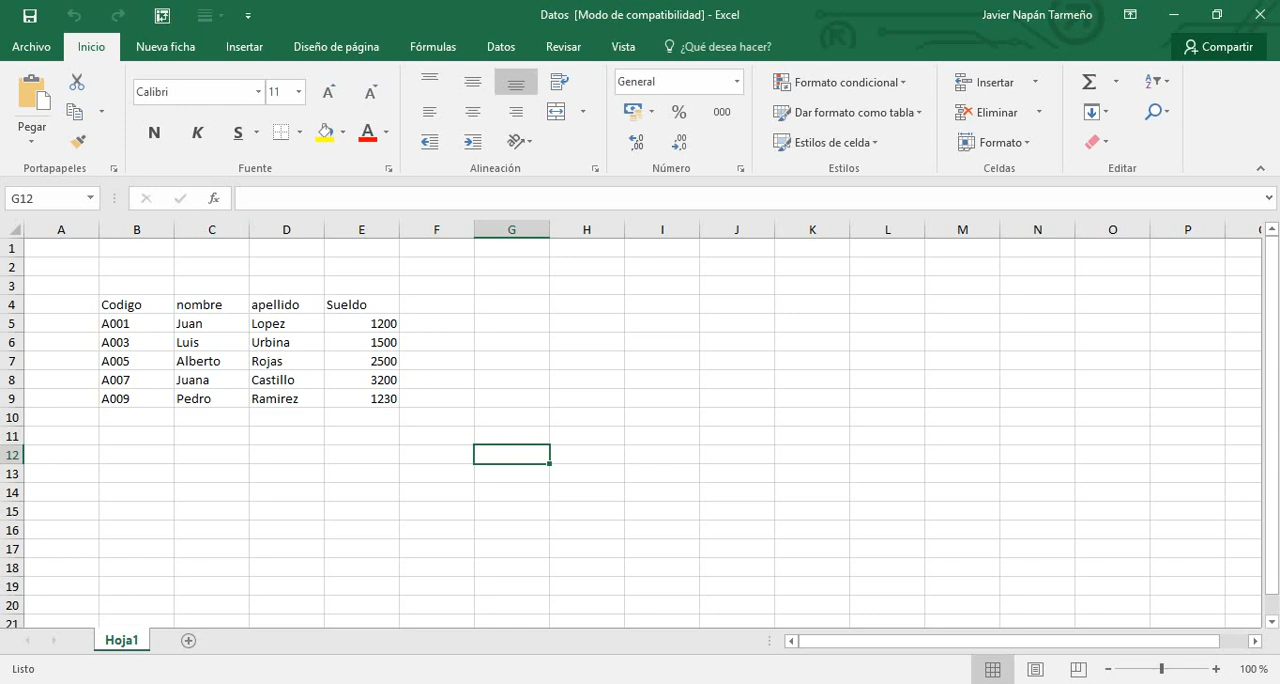 Datos [Modo de compatibilidad] - Excel
Javier Napán Tarmeño
Archivo Inicio Nueva ficha Insertar Diseño de página Fórmulas Datos Revisar Vista ¿Qué desea hacer? Compartir
Pegar
Calibri 11
N K S A
General
% 000
Formato condicional
Dar formato como tabla
Estilos de celda
Insertar
Eliminar
Formato
Portapapeles Fuente Alineación Número Estilos Celdas Editar
G12 fx
A B C D E F G H I J K L M N O P
1
2
3
4 Codigo nombre apellido Sueldo
5 A001 Juan Lopez 1200
6 A003 Luis Urbina 1500
7 A005 Alberto Rojas 2500
8 A007 Juana Castillo 3200
9 A009 Pedro Ramirez 1230
10
11
12
13
14
15
16
17
18
19
20
21
Hoja1
Listo 100 %